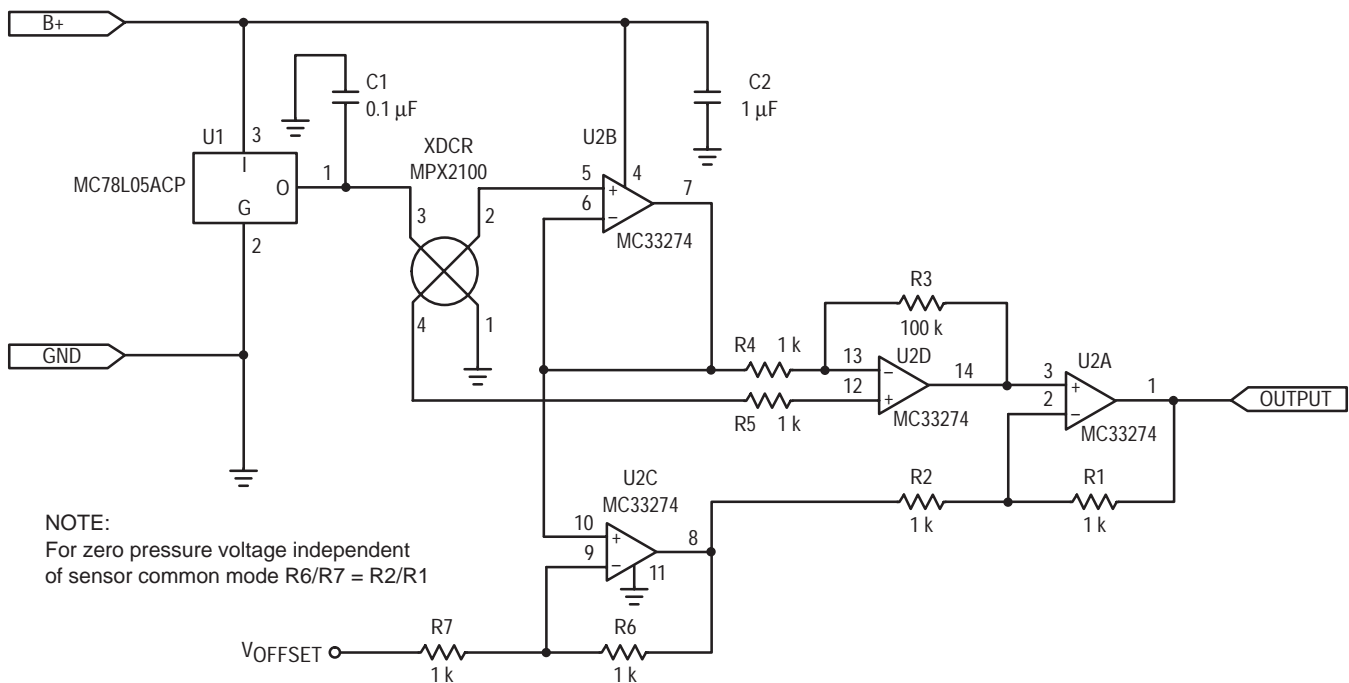 B+
C1
0.1 µF
C2
1 µF
U1
3
I
MC78L05ACP
O
1
G
2
XDCR
MPX2100
3
2
4
1
U2B
5
+
4
7
6
–
MC33274
GND
R3
100 k
R4
1 k
13
–
U2D
14
12
+
MC33274
R5
1 k
U2A
3
+
1
2
–
MC33274
OUTPUT
U2C
MC33274
10
+
8
9
–
11
R2
1 k
R1
1 k
NOTE:
For zero pressure voltage independent
of sensor common mode R6/R7 = R2/R1
VOFFSET
R7
1 k
R6
1 k